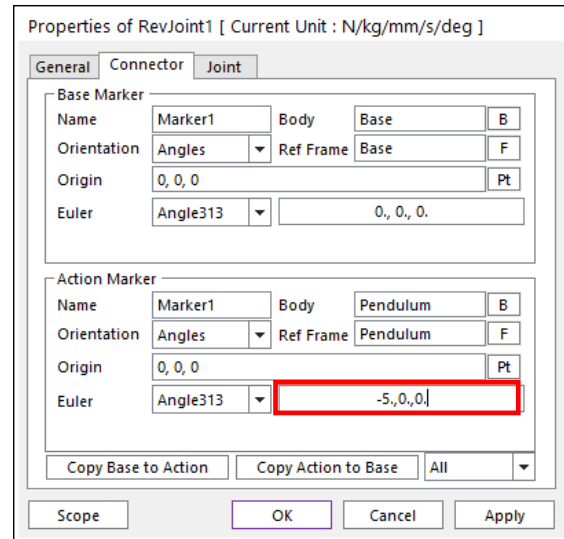 Properties of RevJoint1 [ Current Unit : N/kg/mm/s/deg ]
General Connector Joint
Base Marker
Name Marker1 Body Base B
Orientation Angles Ref Frame Base F
Origin 0, 0, 0 Pt
Euler Angle313 0., 0., 0.
Action Marker
Name Marker1 Body Pendulum B
Orientation Angles Ref Frame Pendulum F
Origin 0, 0, 0 Pt
Euler Angle313 -5.,0.,0.
Copy Base to Action Copy Action to Base All
Scope OK Cancel Apply